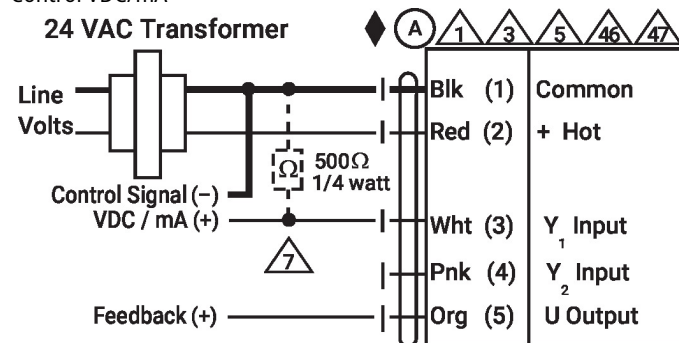 24 VAC Transformer
A 1 3 5 46 47
Line
Volts
Blk (1) Common
Red (2) + Hot
Ω 500Ω
1/4 watt
Control Signal (–)
VDC / mA (+)
Wht (3) Y1 Input
7
Pnk (4) Y2 Input
Feedback (+)
Org (5) U Output